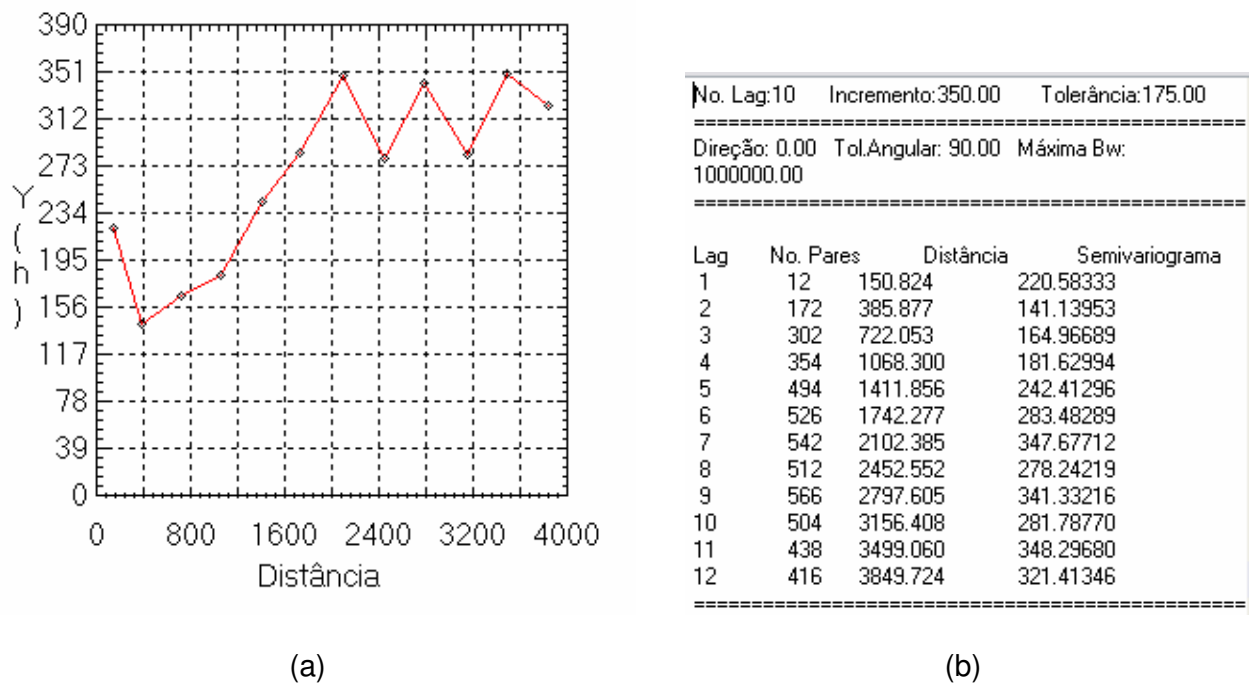 390
351
312
273
234
195
156
117
78
39
0
Y
(
h
)
0 800 1600 2400 3200 4000
Distância
(a)
No. Lag:10 Incremento:350.00 Tolerância:175.00
================================================
Direção: 0.00 Tol.Angular: 90.00 Máxima Bw:
1000000.00
================================================
Lag No. Pares Distância Semivariograma
1 12 150.824 220.58333
2 172 385.877 141.13953
3 302 722.053 164.96689
4 354 1068.300 181.62994
5 494 1411.856 242.41296
6 526 1742.277 283.48289
7 542 2102.385 347.67712
8 512 2452.552 278.24219
9 566 2797.605 341.33216
10 504 3156.408 281.78770
11 438 3499.060 348.29680
12 416 3849.724 321.41346
================================================
(b)